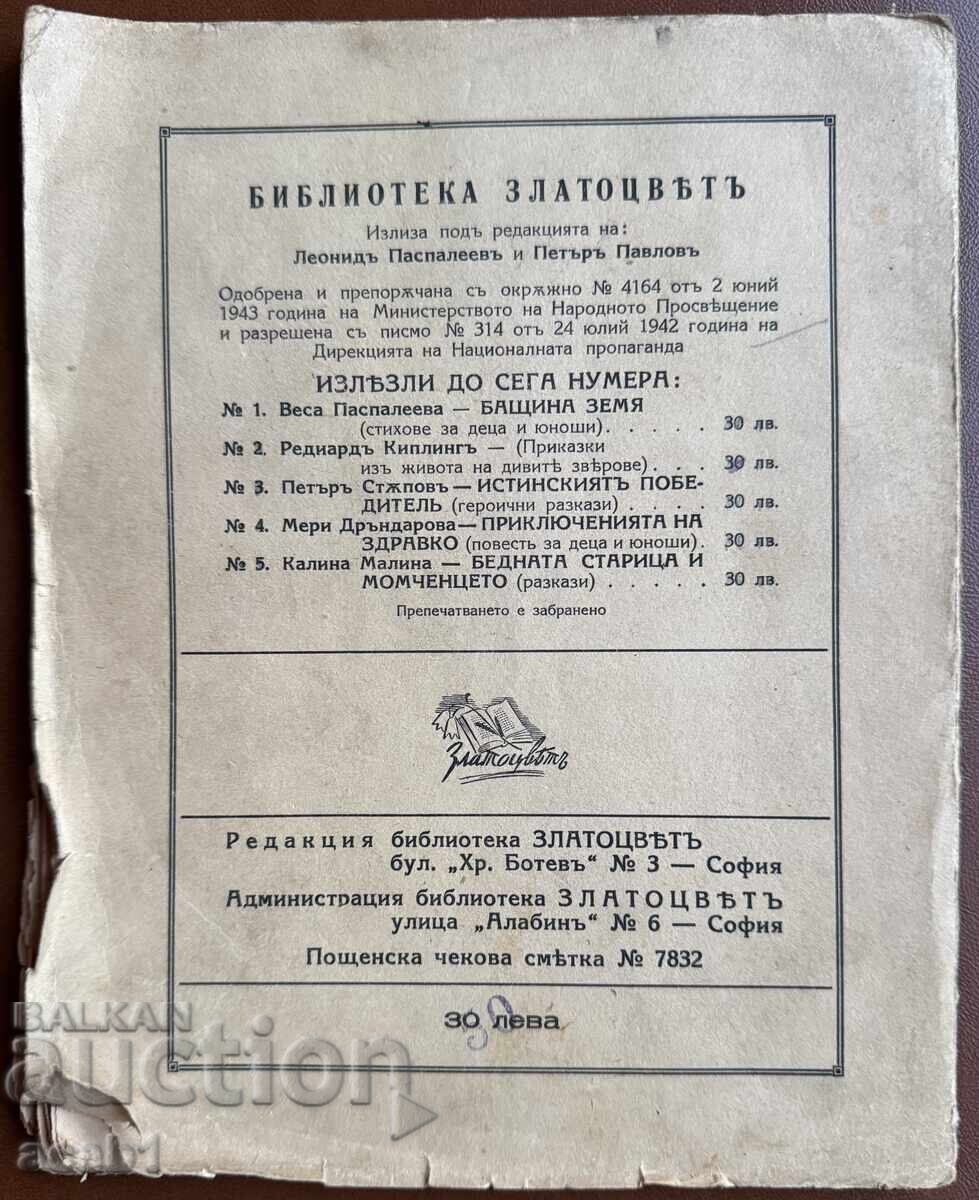 БИБЛИОТЕКА ЗЛАТОЦВѢТЪ
Излиза подъ редакцията на:
Леонидъ Паспалеевъ и Петъръ Павловъ
Одобрена и препорѫчана съ окрѫжно № 4164 отъ 2 юний
1943 година на Министерството на Народното Просвѣщение
и разрешена съ писмо № 314 отъ 24 юлий 1942 година на
Дирекцията на Националната пропаганда
ИЗЛѢЗЛИ ДО СЕГА НУМЕРА:
№ 1. Веса Паспалеева — БАЩИНА ЗЕМЯ
(стихове за деца и юноши). . . . . . 30 лв.
№ 2. Редиардъ Киплингъ — (Приказки
изъ живота на дивитѣ звѣрове) . . . 30 лв.
№ 3. Петъръ Стѫповъ — ИСТИНСКИЯТЪ ПОБЕ-
ДИТЕЛЬ (героични разкази) . . . . 30 лв.
№ 4. Мери Дръндарова — ПРИКЛЮЧЕНИЯТА НА
ЗДРАВКО (повесть за деца и юноши). 30 лв.
№ 5. Калина Малина — БЕДНАТА СТАРИЦА И
МОМЧЕНЦЕТО (разкази) . . . . . 30 лв.
Препечатването е забранено
Златоцвѣтъ
Редакция библиотека ЗЛАТОЦВѢТЪ
бул. „Хр. Ботевъ" № 3 — София
Администрация библиотека ЗЛАТОЦВѢТЪ
улица „Алабинъ" № 6 — София
Пощенска чекова смѣтка № 7832
30 лева
BALKAN
auction
acab1